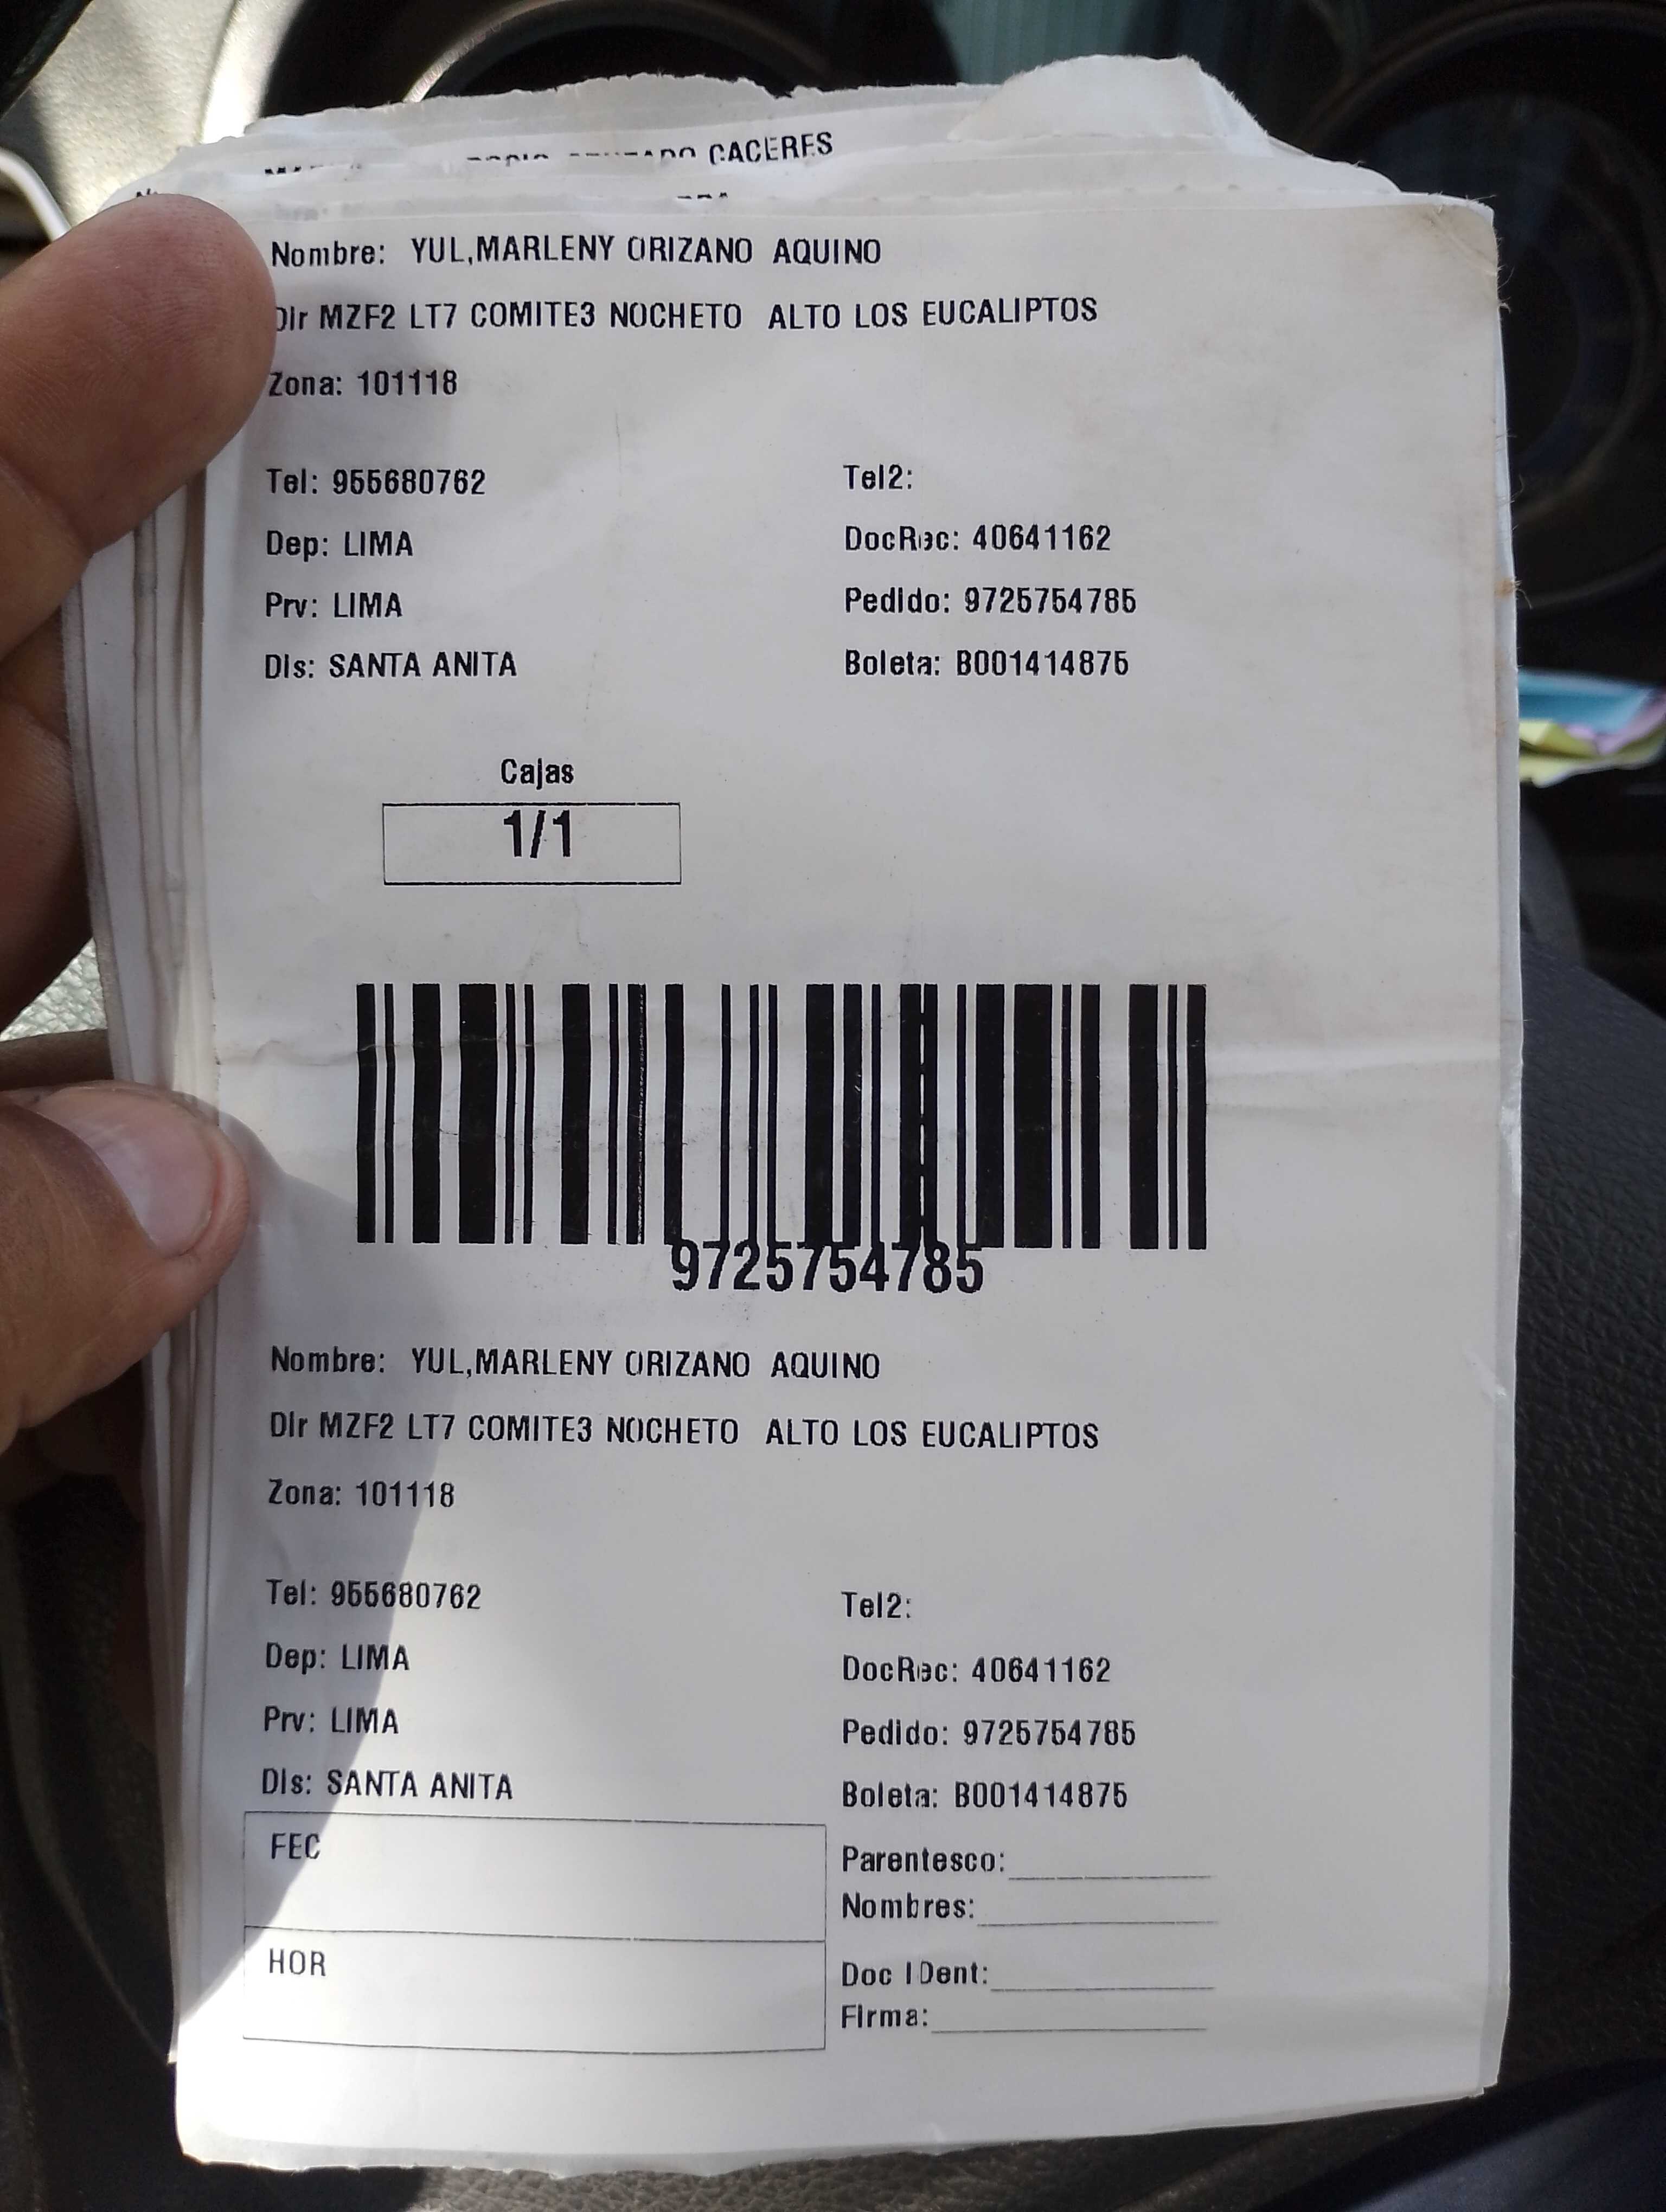 CACERES
Nombre: YUL,MARLENY ORIZANO AQUINO
Dir MZF2 LT7 COMITE3 NOCHETO ALTO LOS EUCALIPTOS
Zona: 101118
Tel: 955680762 Tel2:
Dep: LIMA DocRec: 40641162
Prv: LIMA Pedido: 9725754785
Dis: SANTA ANITA Boleta: B001414875
Cajas
1/1
9725754785
Nombre: YUL,MARLENY ORIZANO AQUINO
Dir MZF2 LT7 COMITE3 NOCHETO ALTO LOS EUCALIPTOS
Zona: 101118
Tel: 955680762 Tel2:
Dep: LIMA DocRec: 40641162
Prv: LIMA Pedido: 9725754785
Dis: SANTA ANITA Boleta: B001414875
FEC Parentesco:
Nombres:
HOR Doc IDent:
Firma: